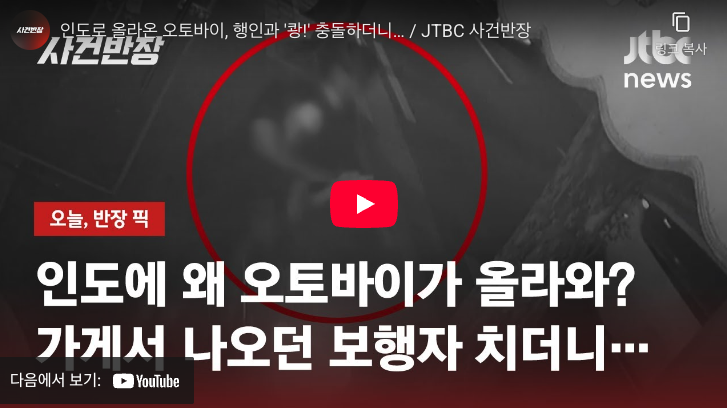 사건반장
인도로 올라온 오토바이, 행인과 '쾅!' 충돌하더니... / JTBC 사건반장
링크 복사
사건반장
jtbc
news
오늘, 반장 픽
인도에 왜 오토바이가 올라와?
가게서 나오던 보행자 치더니…
다음에서 보기: YouTube